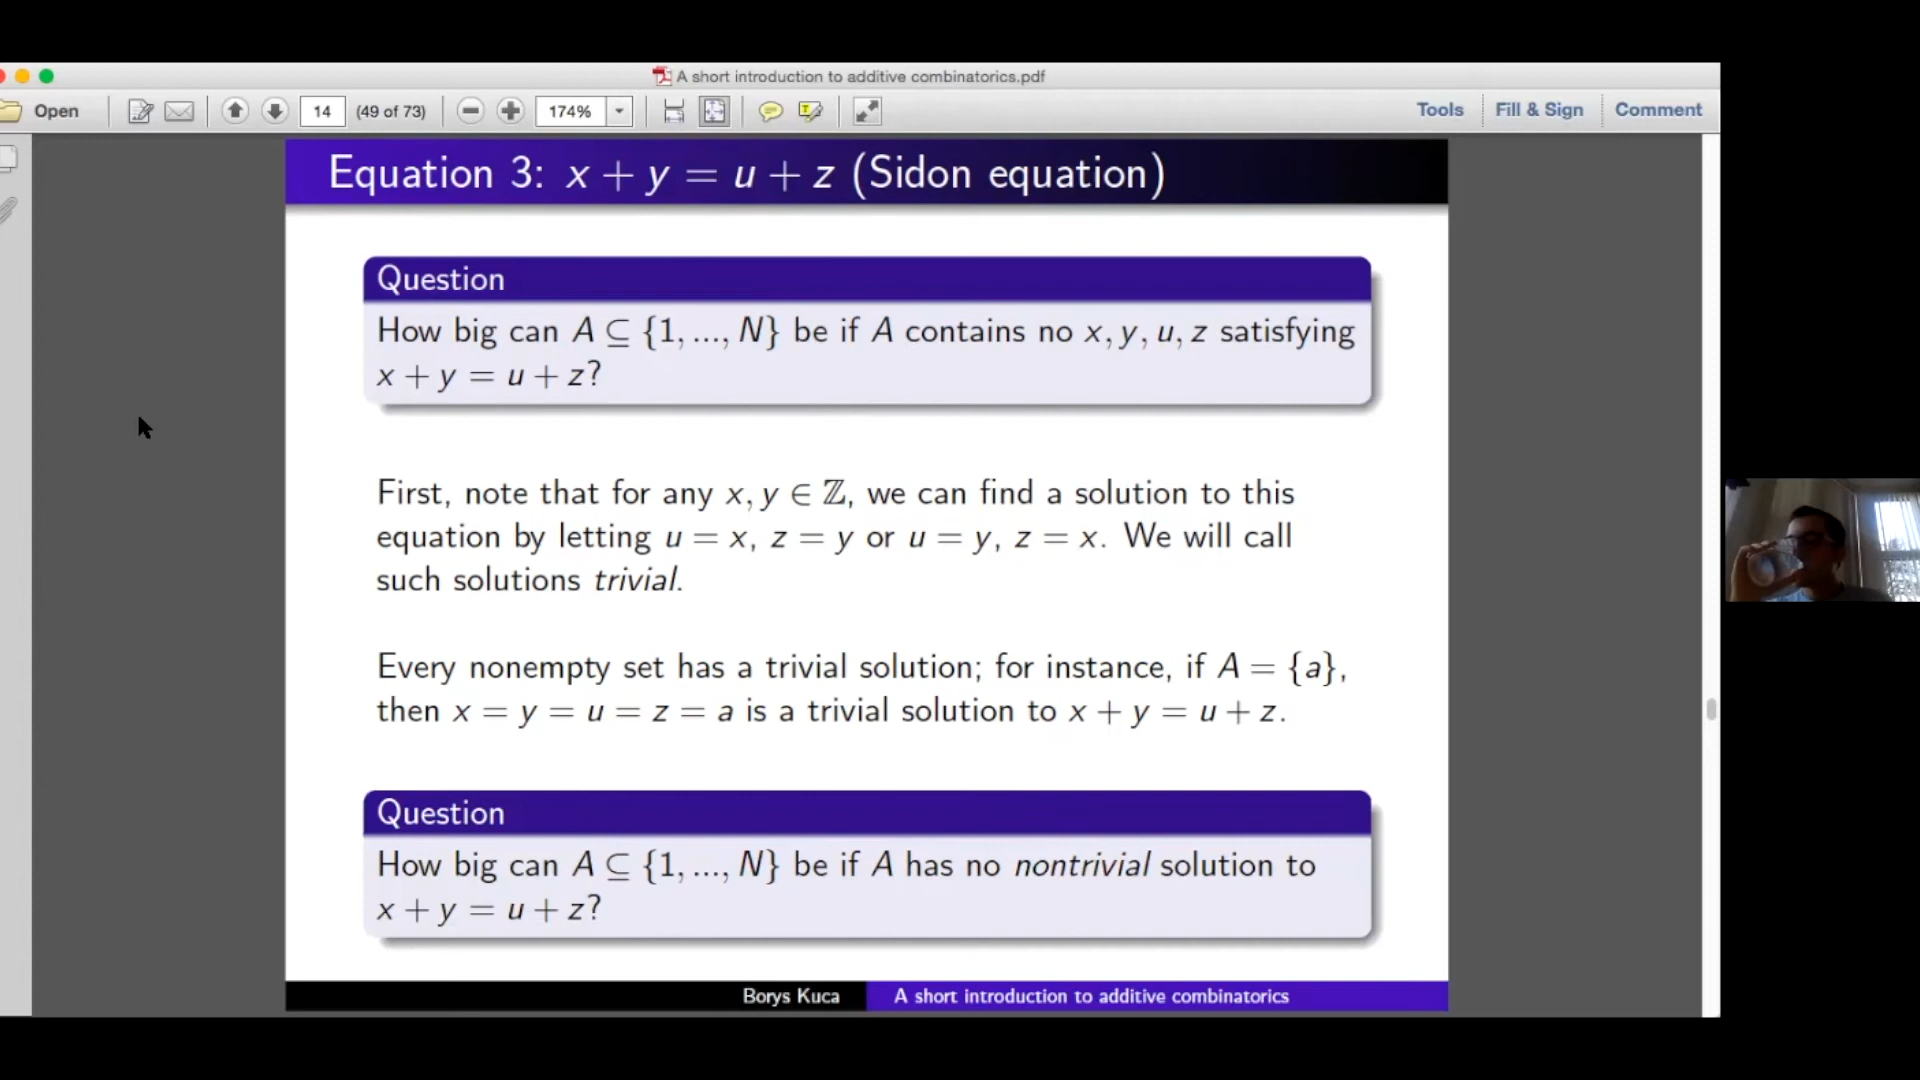 A short introduction to additive combinatorics.pdf
Open 14 (49 of 73) 174% Tools Fill & Sign Comment
Equation 3: x + y = u + z (Sidon equation)
Question
How big can A ⊆ {1, ..., N} be if A contains no x, y, u, z satisfying
x + y = u + z?
First, note that for any x, y ∈ ℤ, we can find a solution to this
equation by letting u = x, z = y or u = y, z = x. We will call
such solutions trivial.
Every nonempty set has a trivial solution; for instance, if A = {a},
then x = y = u = z = a is a trivial solution to x + y = u + z.
Question
How big can A ⊆ {1, ..., N} be if A has no nontrivial solution to
x + y = u + z?
Borys Kuca A short introduction to additive combinatorics